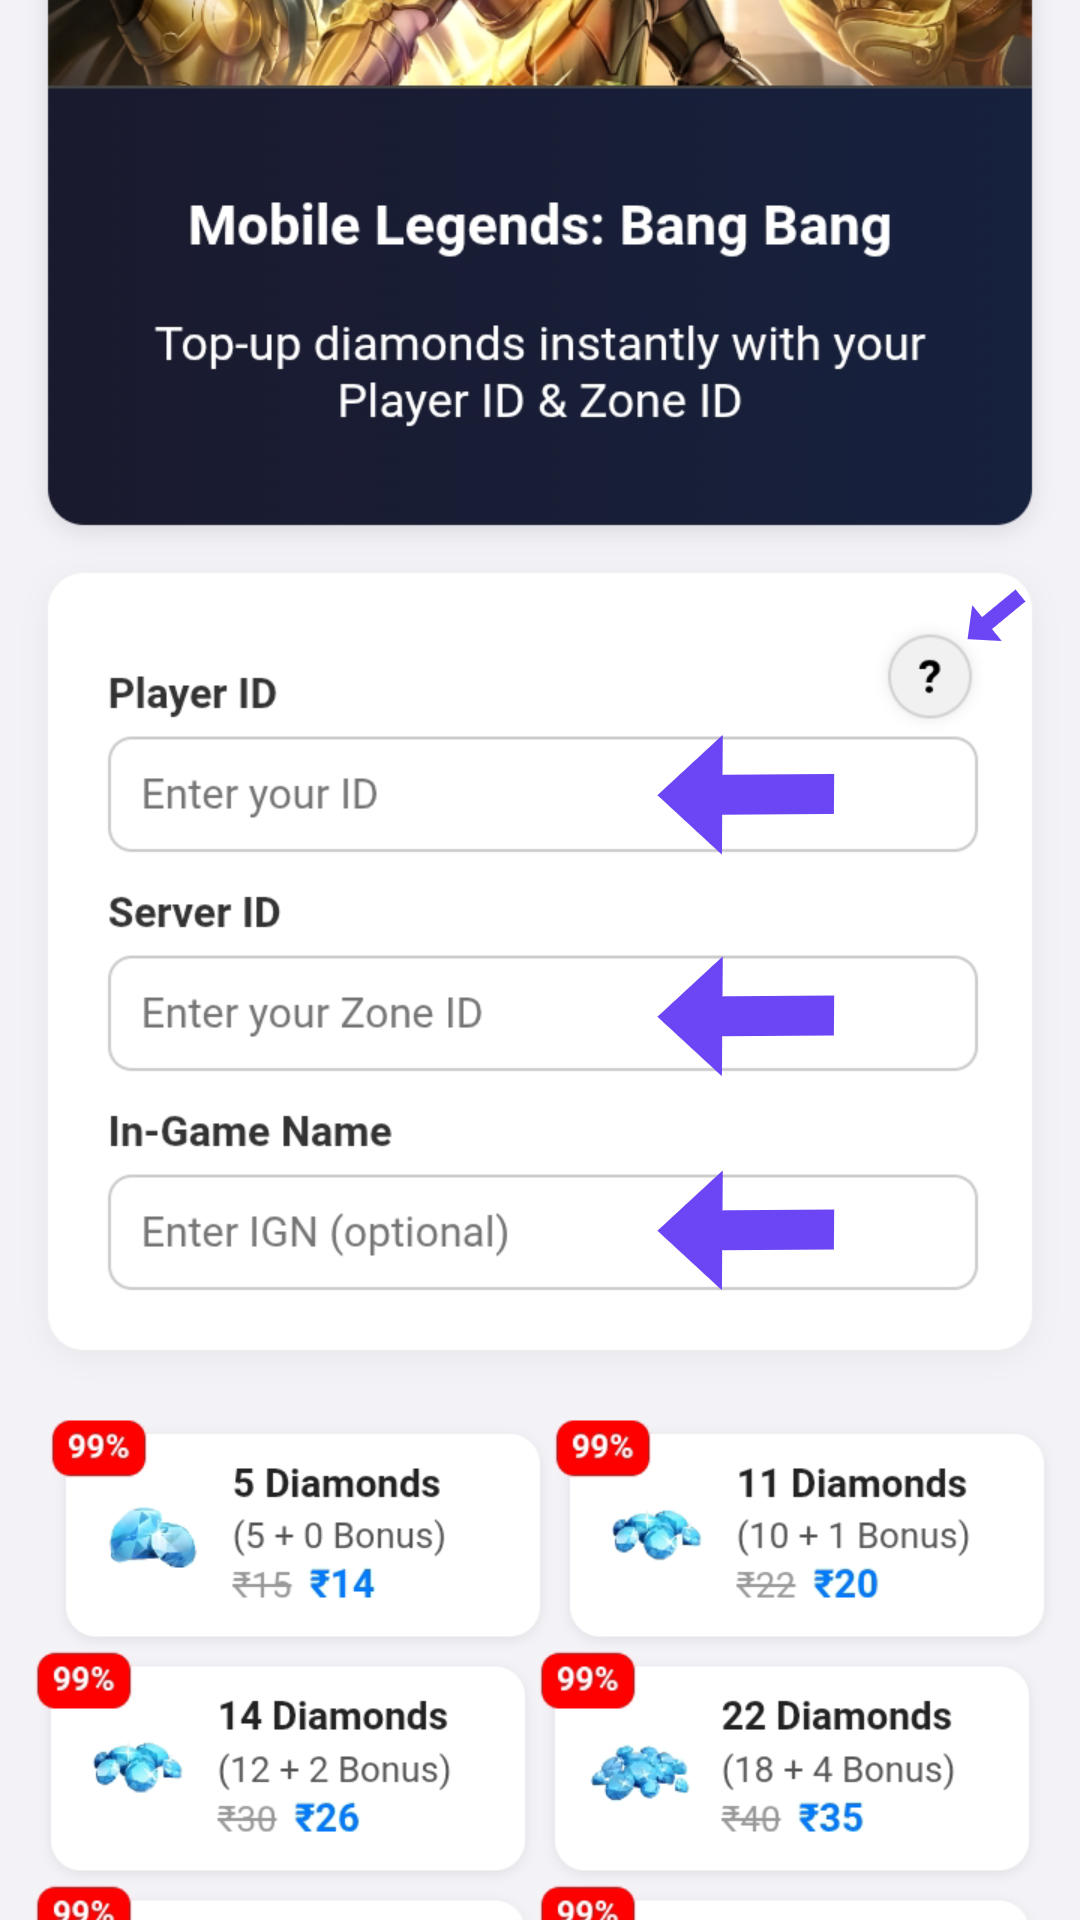 Mobile Legends: Bang Bang
Top-up diamonds instantly with your
Player ID & Zone ID
?
Player ID
Enter your ID
Server ID
Enter your Zone ID
In-Game Name
Enter IGN (optional)
99%
5 Diamonds
(5 + 0 Bonus)
₹15 ₹14
99%
11 Diamonds
(10 + 1 Bonus)
₹22 ₹20
99%
14 Diamonds
(12 + 2 Bonus)
₹30 ₹26
99%
22 Diamonds
(18 + 4 Bonus)
₹40 ₹35
99%
99%